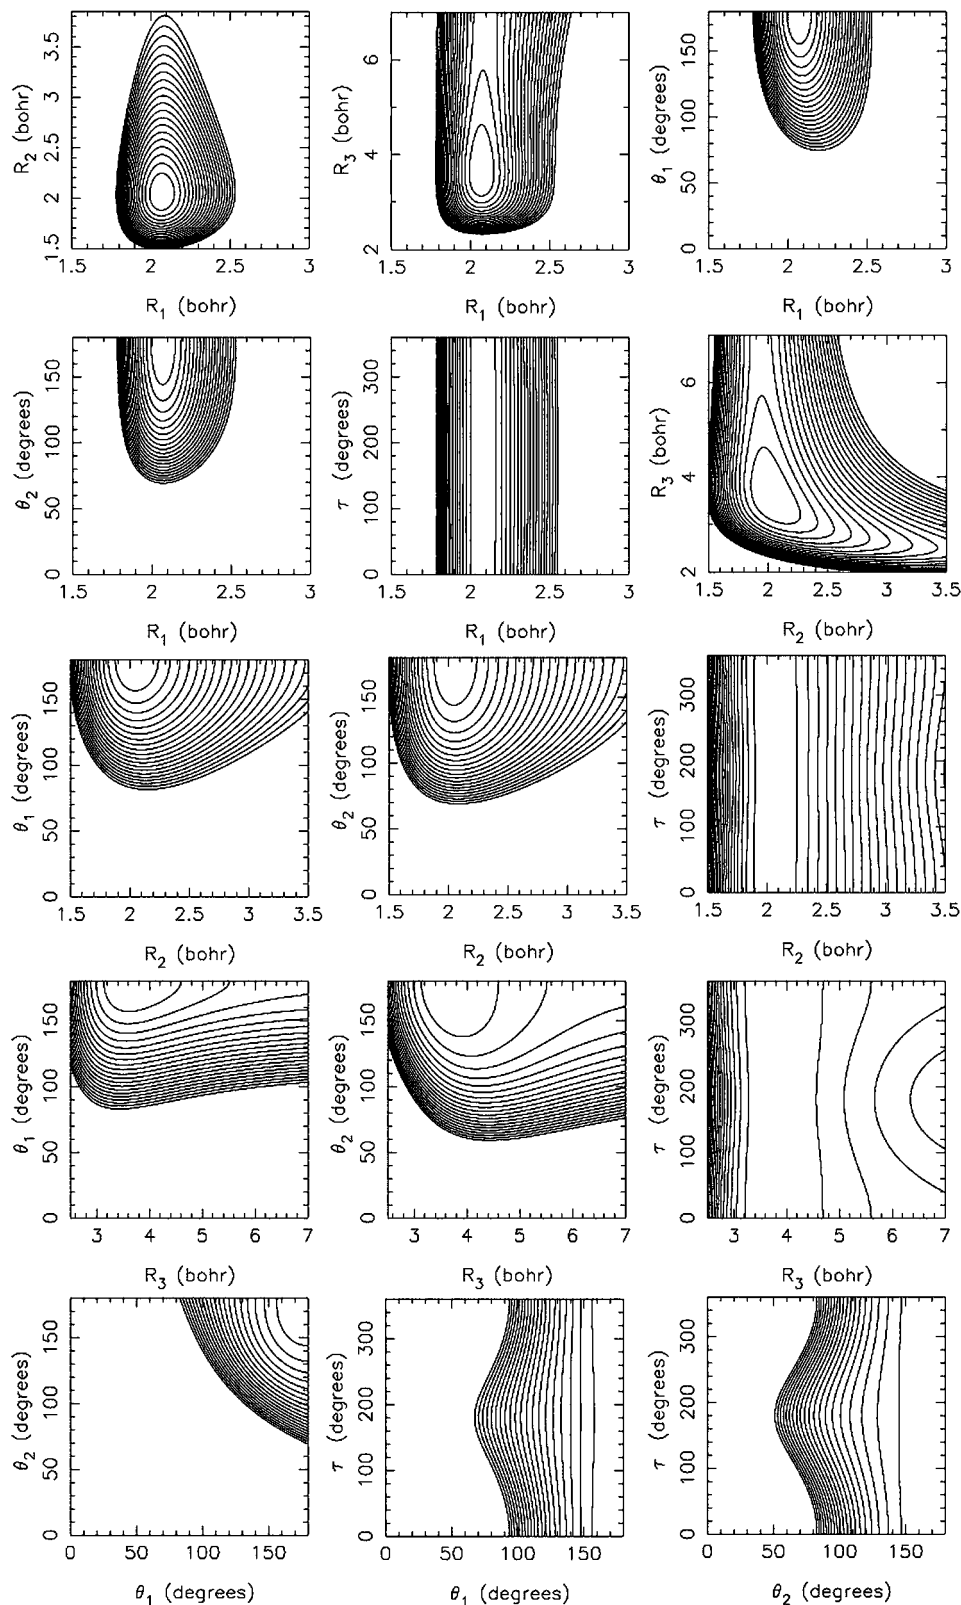 R2 (bohr)
1.5 2 2.5 3 3.5
1.5 2 2.5 3
R1 (bohr)
R3 (bohr)
2 4 6
1.5 2 2.5 3
R1 (bohr)
θ1 (degrees)
0 50 100 150
1.5 2 2.5 3
R1 (bohr)
θ2 (degrees)
0 50 100 150
1.5 2 2.5 3
R1 (bohr)
τ (degrees)
0 100 200 300
1.5 2 2.5 3
R1 (bohr)
R3 (bohr)
2 4 6
1.5 2 2.5 3 3.5
R2 (bohr)
θ1 (degrees)
0 50 100 150
1.5 2 2.5 3 3.5
R2 (bohr)
θ2 (degrees)
0 50 100 150
1.5 2 2.5 3 3.5
R2 (bohr)
τ (degrees)
0 100 200 300
1.5 2 2.5 3 3.5
R2 (bohr)
θ1 (degrees)
0 50 100 150
3 4 5 6 7
R3 (bohr)
θ2 (degrees)
0 50 100 150
3 4 5 6 7
R3 (bohr)
τ (degrees)
0 100 200 300
3 4 5 6 7
R3 (bohr)
θ2 (degrees)
0 50 100 150
0 50 100 150
θ1 (degrees)
τ (degrees)
0 100 200 300
0 50 100 150
θ1 (degrees)
τ (degrees)
0 100 200 300
0 50 100 150
θ2 (degrees)